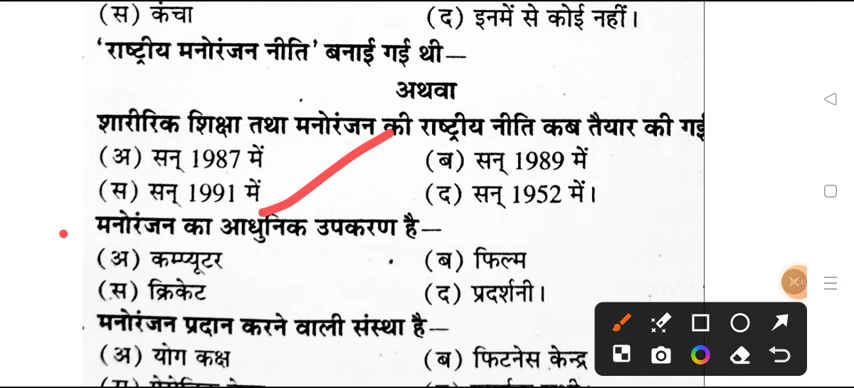 (स) कंचा (द) इनमें से कोई नहीं।
'राष्ट्रीय मनोरंजन नीति' बनाई गई थी—
अथवा
शारीरिक शिक्षा तथा मनोरंजन की राष्ट्रीय नीति कब तैयार की गई
(अ) सन् 1987 में (ब) सन् 1989 में
(स) सन् 1991 में (द) सन् 1952 में।
मनोरंजन का आधुनिक उपकरण है—
(अ) कम्प्यूटर (ब) फिल्म
(स) क्रिकेट (द) प्रदर्शनी।
मनोरंजन प्रदान करने वाली संस्था है—
(अ) योग कक्ष (ब) फिटनेस केन्द्र